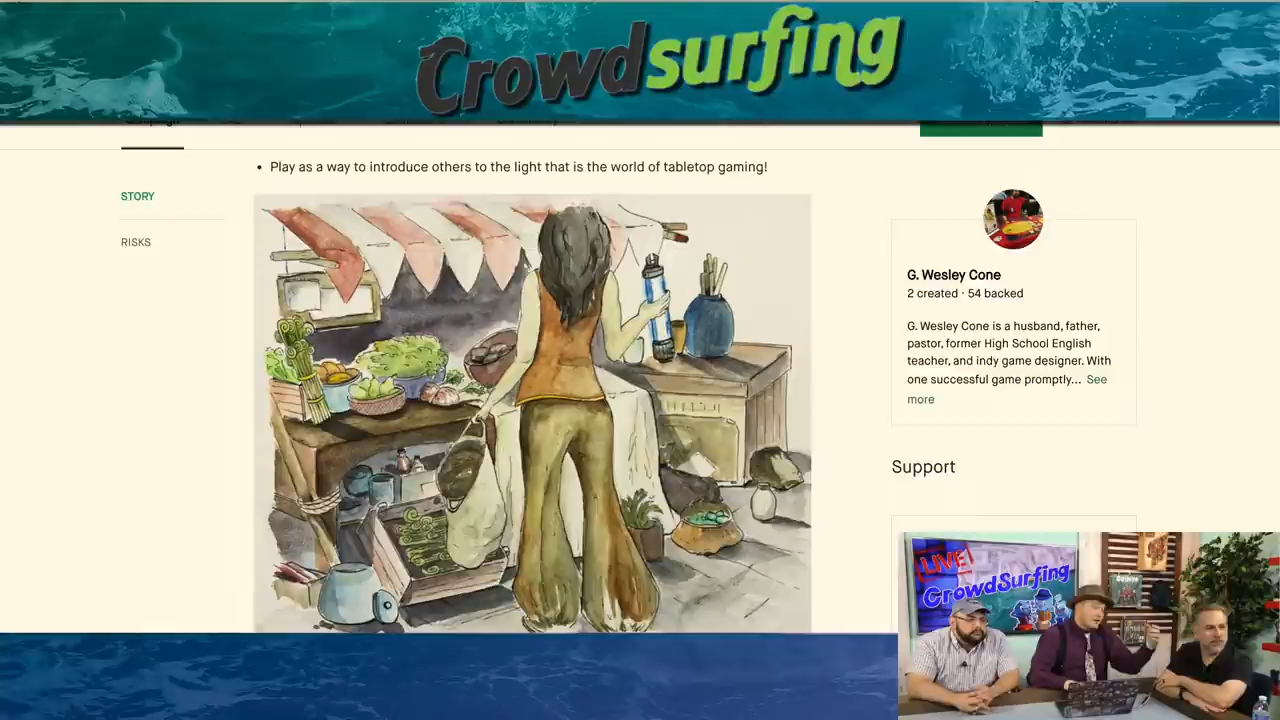 Crowdsurfing
• Play as a way to introduce others to the light that is the world of tabletop gaming!
STORY
RISKS
G. Wesley Cone
2 created · 54 backed
G. Wesley Cone is a husband, father,
pastor, former High School English
teacher, and indy game designer. With
one successful game promptly... See
more
Support
LIVE!
CrowdSurfing